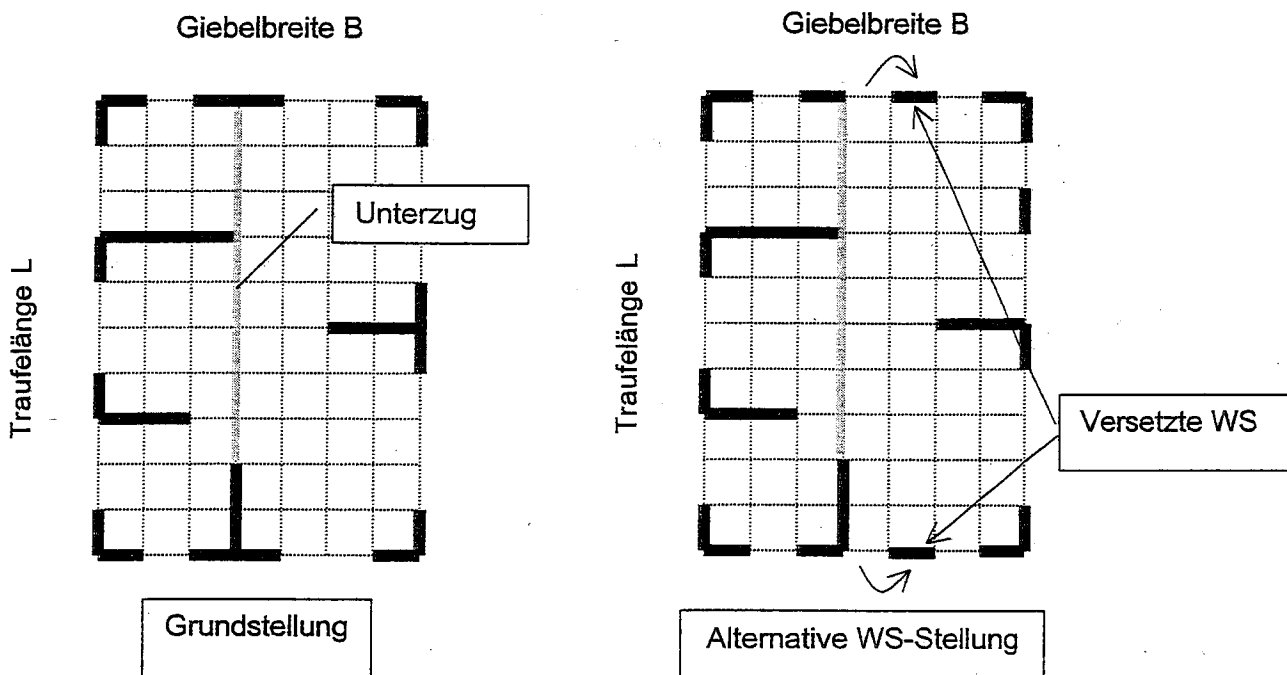 Giebelbreite B
Giebelbreite B
Unterzug
Traufelänge L
Traufelänge L
Versetzte WS
Grundstellung
Alternative WS-Stellung